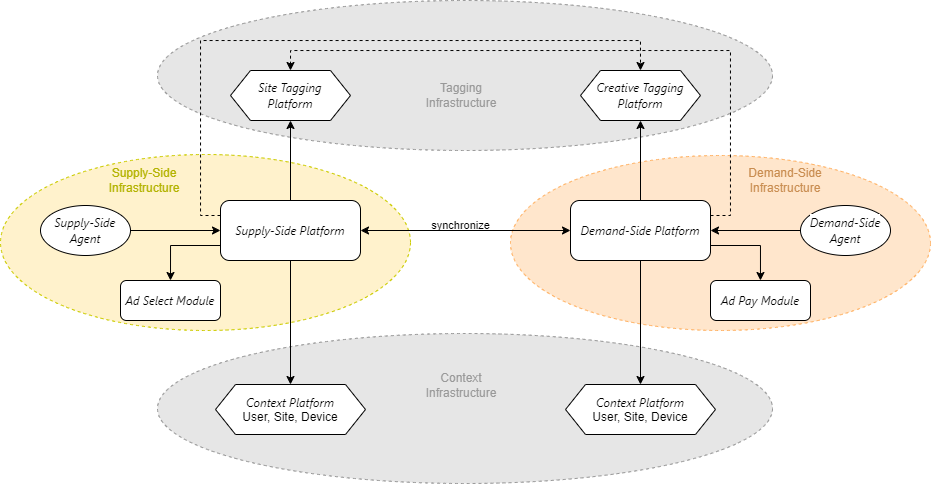 Site Tagging
Platform
Tagging
Infrastructure
Creative Tagging
Platform
Supply-Side
Infrastructure
Demand-Side
Infrastructure
Supply-Side
Agent
Supply-Side Platform
synchronize
Demand-Side Platform
Demand-Side
Agent
Ad Select Module
Ad Pay Module
Context
Infrastructure
Context Platform
User, Site, Device
Context Platform
User, Site, Device